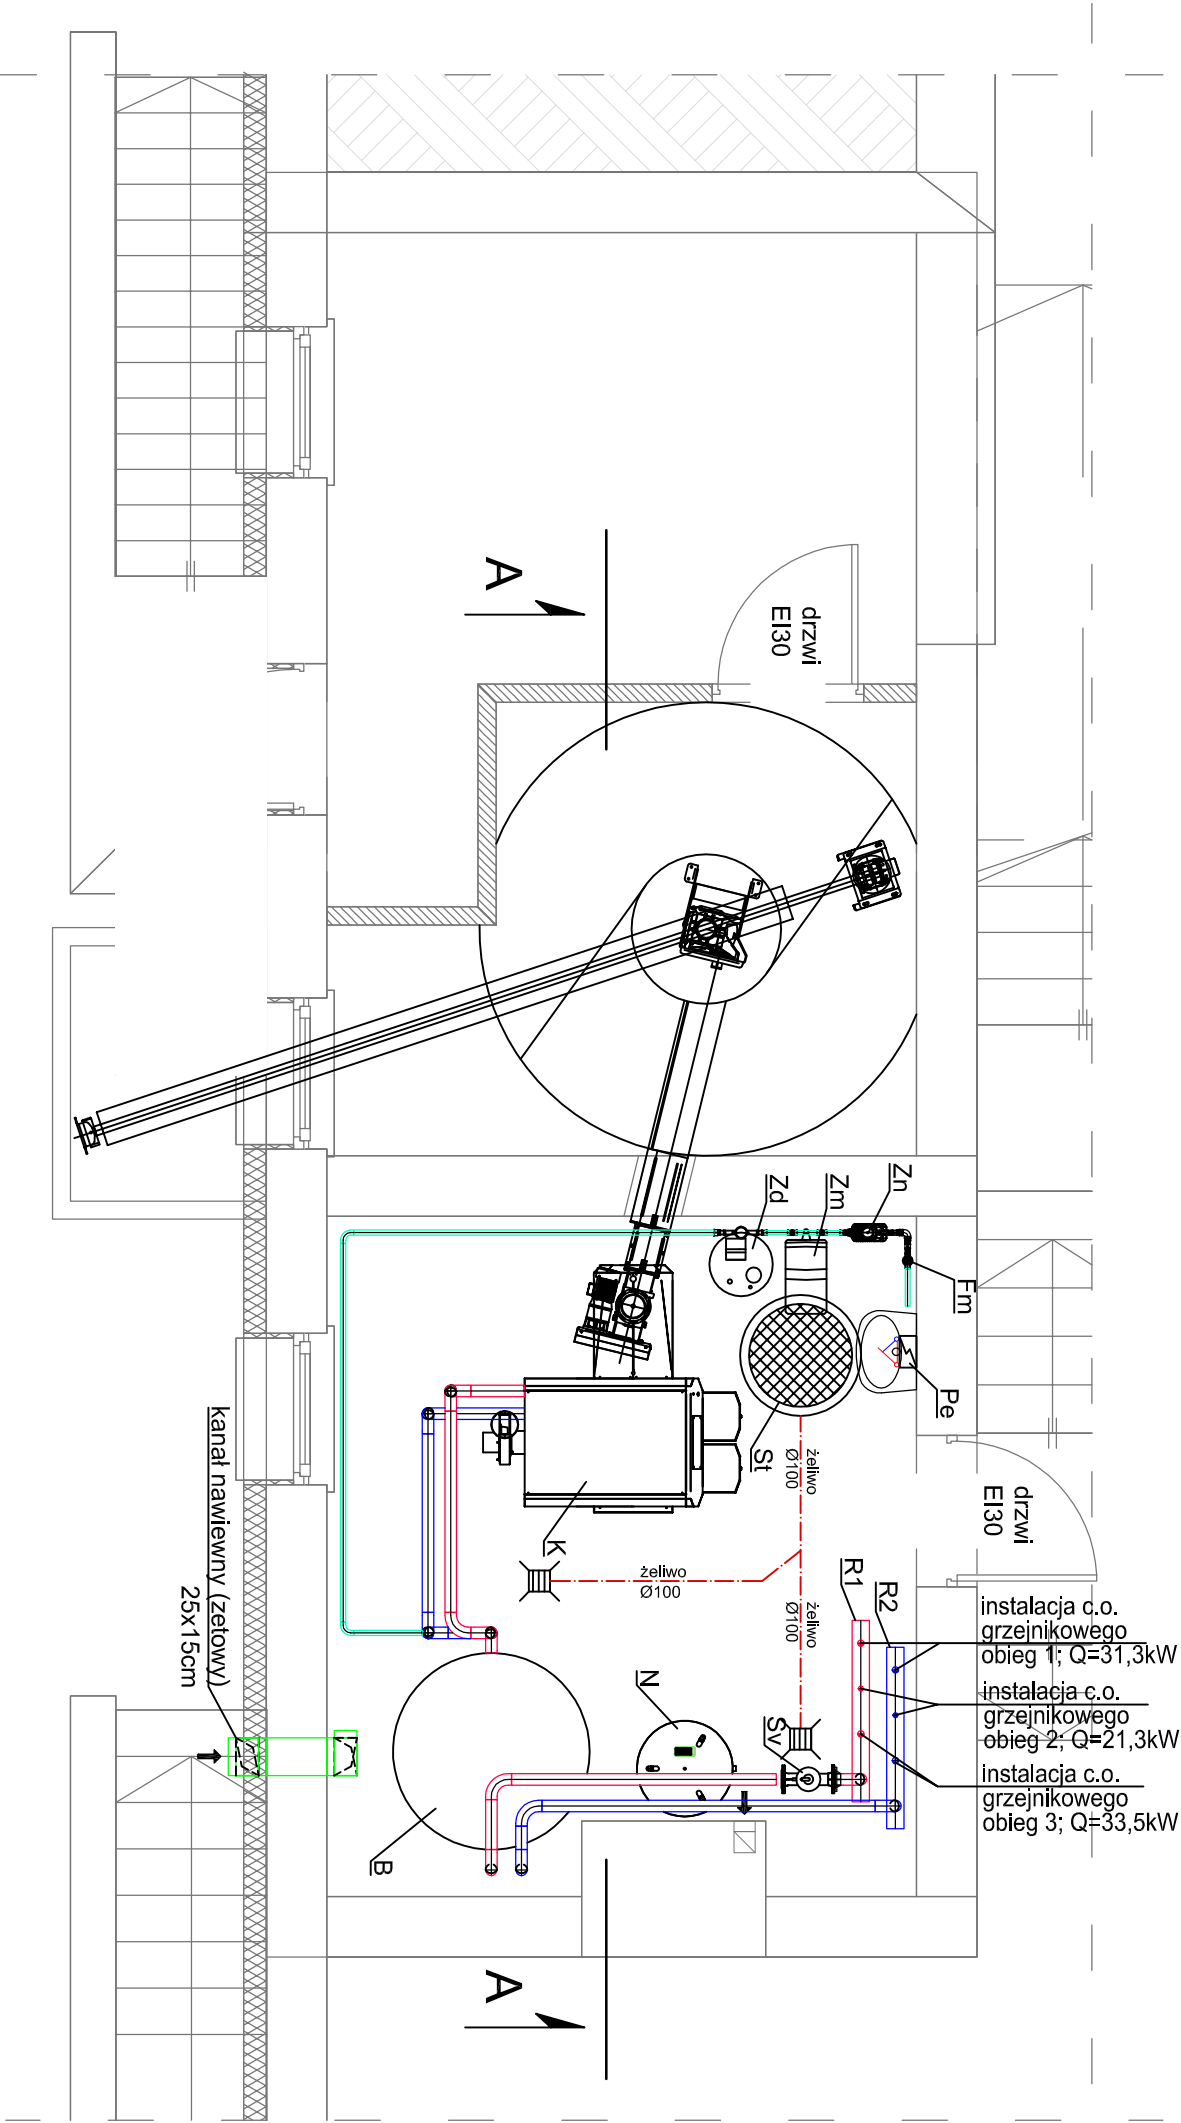 A
drzwi
EI30
Zd
Zm
Zn
Fm
Pe
St
K
żeliwo
Ø100
żeliwo
Ø100
żeliwo
Ø100
drzwi
EI30
R1
R2
instalacja c.o.
grzejnikowego
obieg 1; Q=31,3kW
instalacja c.o.
grzejnikowego
obieg 2; Q=21,3kW
instalacja c.o.
grzejnikowego
obieg 3; Q=33,5kW
kanał nawiewny (zetowy)
25x15cm
N
Sv
B
A